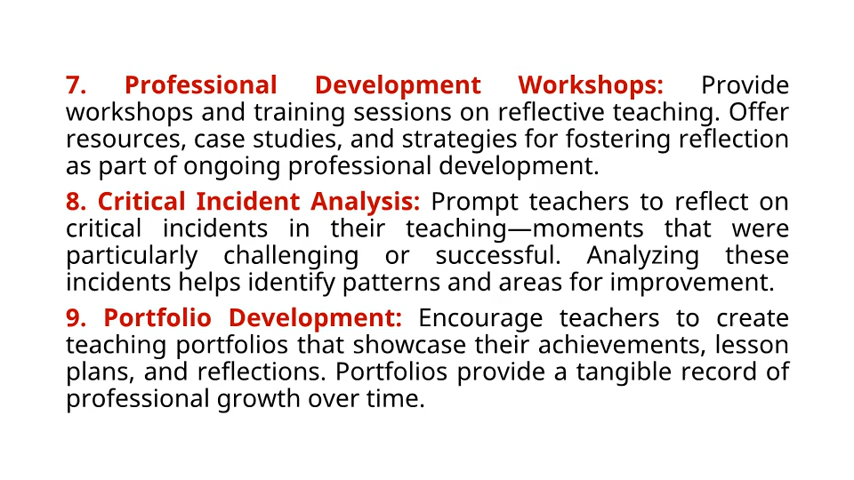 7. Professional Development Workshops: Provide
workshops and training sessions on reflective teaching. Offer
resources, case studies, and strategies for fostering reflection
as part of ongoing professional development.
8. Critical Incident Analysis: Prompt teachers to reflect on
critical incidents in their teaching—moments that were
particularly challenging or successful. Analyzing these
incidents helps identify patterns and areas for improvement.
9. Portfolio Development: Encourage teachers to create
teaching portfolios that showcase their achievements, lesson
plans, and reflections. Portfolios provide a tangible record of
professional growth over time.